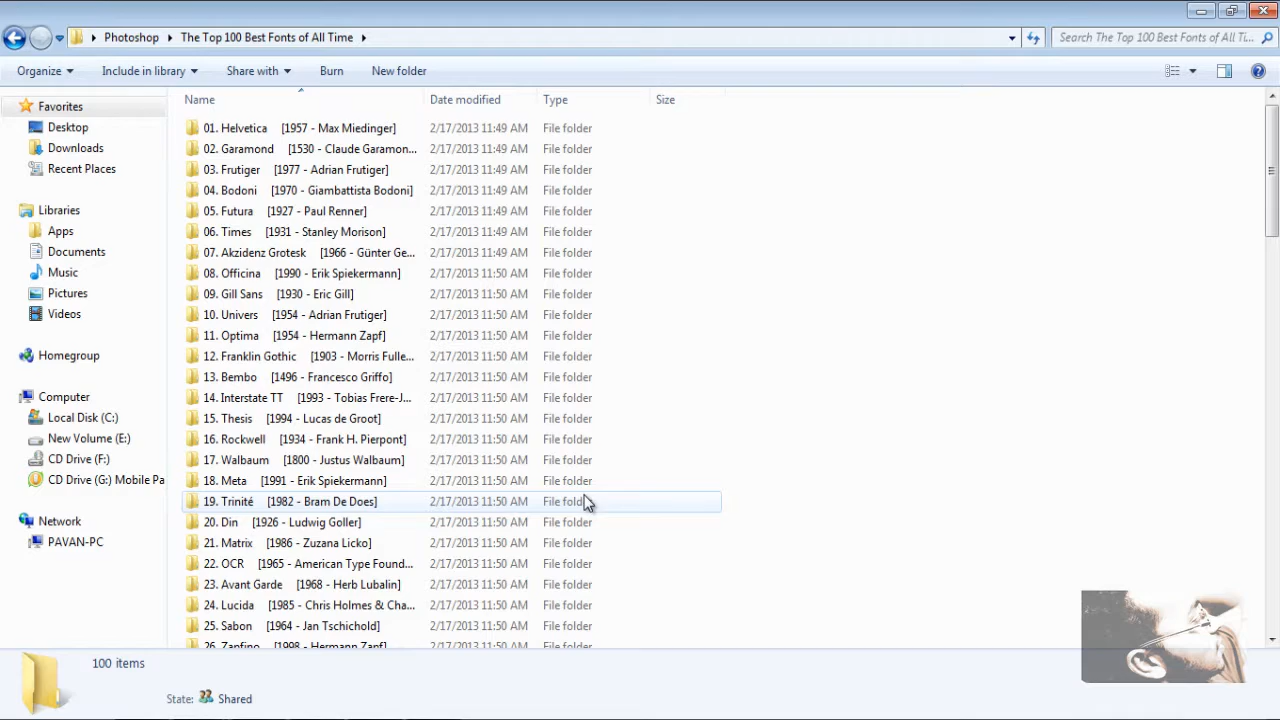 Photoshop The Top 100 Best Fonts of All Time
Search The Top 100 Best Fonts of All Ti...
Organize Include in library Share with Burn New folder
Name Date modified Type Size
Favorites
Desktop
Downloads
Recent Places
Libraries
Apps
Documents
Music
Pictures
Videos
Homegroup
Computer
Local Disk (C:)
New Volume (E:)
CD Drive (F:)
CD Drive (G:) Mobile Pa
Network
PAVAN-PC
01. Helvetica [1957 - Max Miedinger] 2/17/2013 11:49 AM File folder
02. Garamond [1530 - Claude Garamon... 2/17/2013 11:49 AM File folder
03. Frutiger [1977 - Adrian Frutiger] 2/17/2013 11:49 AM File folder
04. Bodoni [1970 - Giambattista Bodoni] 2/17/2013 11:49 AM File folder
05. Futura [1927 - Paul Renner] 2/17/2013 11:49 AM File folder
06. Times [1931 - Stanley Morison] 2/17/2013 11:49 AM File folder
07. Akzidenz Grotesk [1966 - Günter Ge... 2/17/2013 11:49 AM File folder
08. Officina [1990 - Erik Spiekermann] 2/17/2013 11:50 AM File folder
09. Gill Sans [1930 - Eric Gill] 2/17/2013 11:50 AM File folder
10. Univers [1954 - Adrian Frutiger] 2/17/2013 11:50 AM File folder
11. Optima [1954 - Hermann Zapf] 2/17/2013 11:50 AM File folder
12. Franklin Gothic [1903 - Morris Fulle... 2/17/2013 11:50 AM File folder
13. Bembo [1496 - Francesco Griffo] 2/17/2013 11:50 AM File folder
14. Interstate TT [1993 - Tobias Frere-J... 2/17/2013 11:50 AM File folder
15. Thesis [1994 - Lucas de Groot] 2/17/2013 11:50 AM File folder
16. Rockwell [1934 - Frank H. Pierpont] 2/17/2013 11:50 AM File folder
17. Walbaum [1800 - Justus Walbaum] 2/17/2013 11:50 AM File folder
18. Meta [1991 - Erik Spiekermann] 2/17/2013 11:50 AM File folder
19. Trinité [1982 - Bram De Does] 2/17/2013 11:50 AM File folder
20. Din [1926 - Ludwig Goller] 2/17/2013 11:50 AM File folder
21. Matrix [1986 - Zuzana Licko] 2/17/2013 11:50 AM File folder
22. OCR [1965 - American Type Found... 2/17/2013 11:50 AM File folder
23. Avant Garde [1968 - Herb Lubalin] 2/17/2013 11:50 AM File folder
24. Lucida [1985 - Chris Holmes & Cha... 2/17/2013 11:50 AM File folder
25. Sabon [1964 - Jan Tschichold] 2/17/2013 11:50 AM File folder
26. Zapfino [1998 - Hermann Zapf] 2/17/2013 11:50 AM File folder
100 items
State: Shared